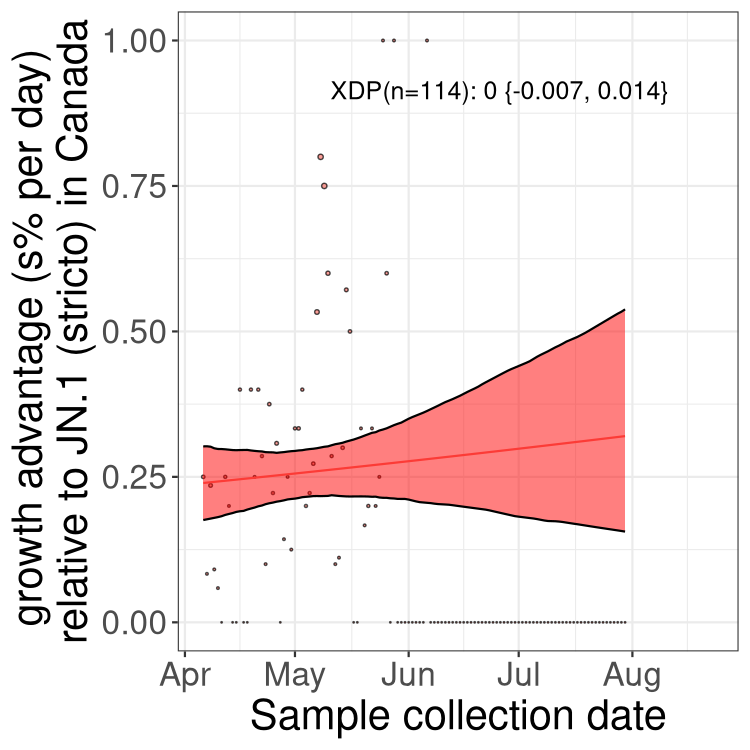 growth advantage (s% per day)
relative to JN.1 (stricto) in Canada
1.00
0.75
0.50
0.25
0.00
XDP(n=114): 0 {-0.007, 0.014}
Apr May Jun Jul Aug
Sample collection date